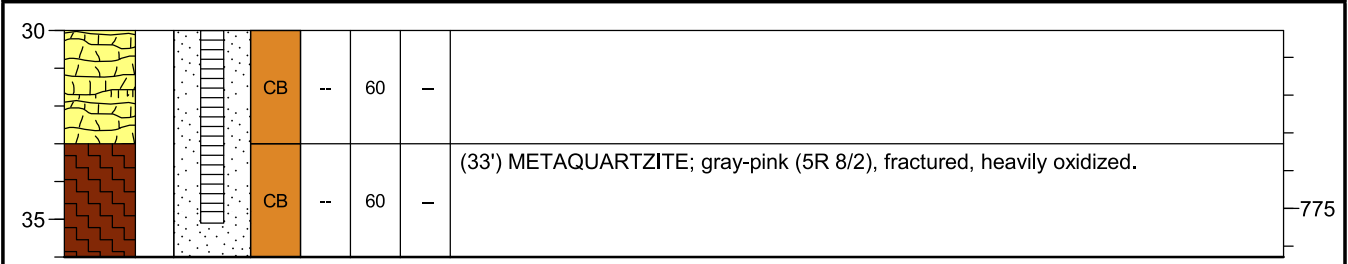 30
CB -- 60 –
(33') METAQUARTZITE; gray-pink (5R 8/2), fractured, heavily oxidized.
CB -- 60 –
35
775